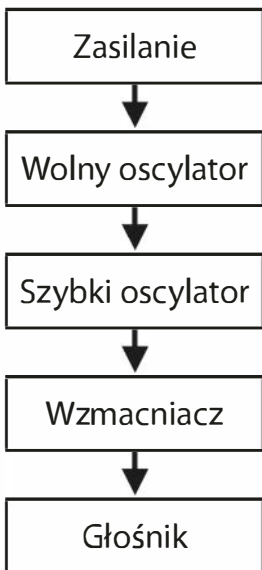 Zasilanie
Wolny oscylator
Szybki oscylator
Wzmacniacz
Głośnik